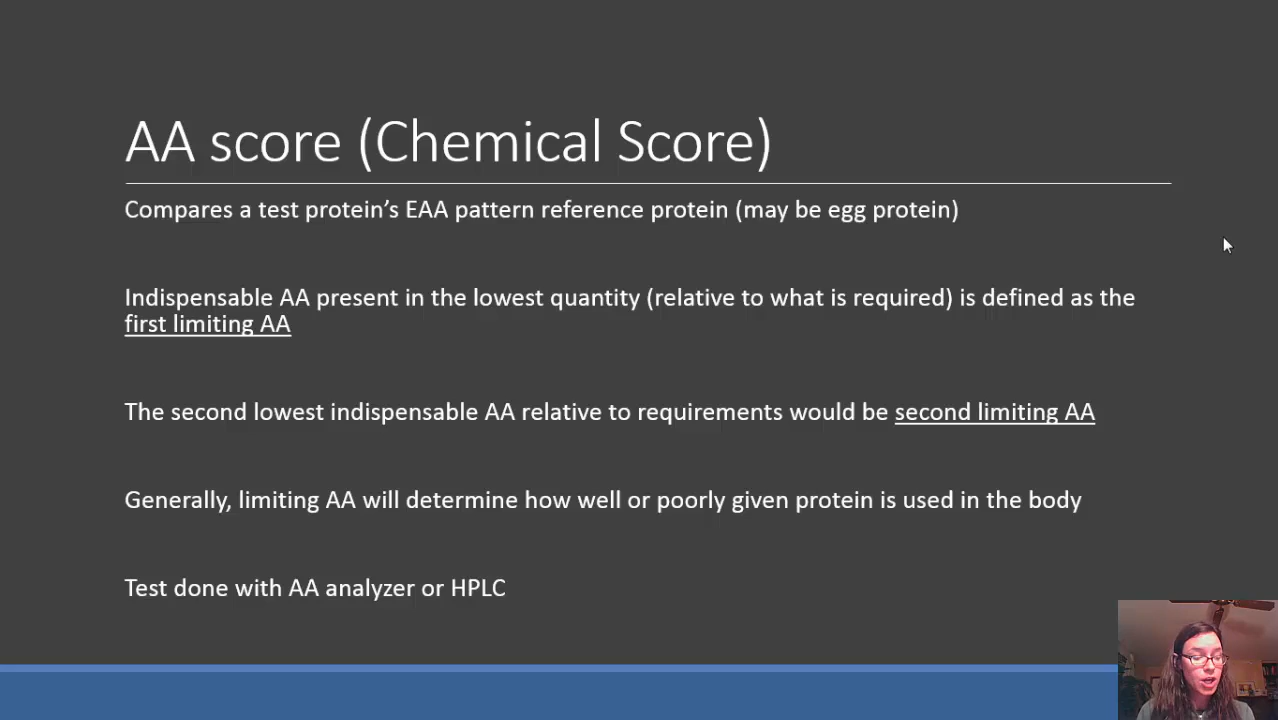 AA score (Chemical Score)
Compares a test protein’s EAA pattern reference protein (may be egg protein)
Indispensable AA present in the lowest quantity (relative to what is required) is defined as the
first limiting AA
The second lowest indispensable AA relative to requirements would be second limiting AA
Generally, limiting AA will determine how well or poorly given protein is used in the body
Test done with AA analyzer or HPLC